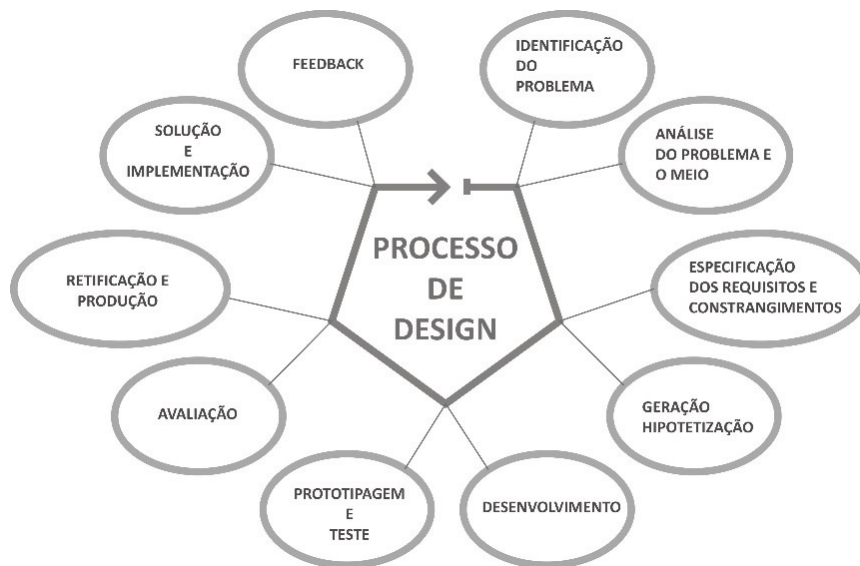 IDENTIFICAÇÃO
DO
PROBLEMA
ANÁLISE
DO PROBLEMA E
O MEIO
ESPECIFICAÇÃO
DOS REQUISITOS E
CONSTRANGIMENTOS
GERAÇÃO
HIPOTETIZAÇÃO
DESENVOLVIMENTO
PROTOTIPAGEM
E
TESTE
AVALIAÇÃO
RETIFICAÇÃO E
PRODUÇÃO
SOLUÇÃO
E
IMPLEMENTAÇÃO
FEEDBACK
PROCESSO
DE
DESIGN